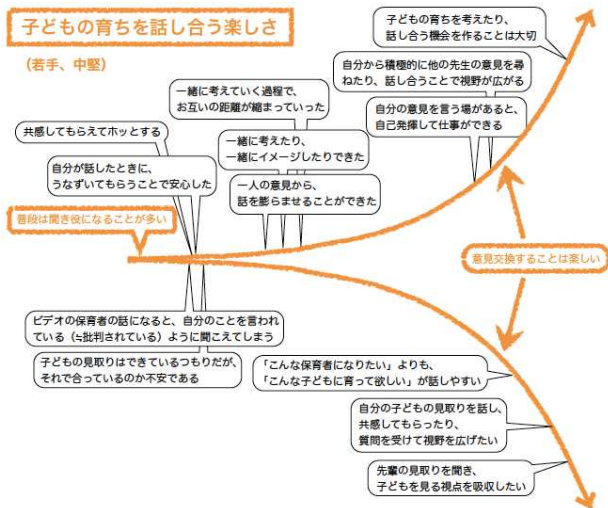 子どもの育ちを話し合う楽しさ
（若手、中堅）
子どもの育ちを考えたり、
話し合う機会を作ることは大切
自分から積極的に他の先生の意見を尋
ねたり、話し合うことで視野が広がる
自分の意見を言う場があると、
自己発揮して仕事ができる
一緒に考えていく過程で、
お互いの距離が縮まっていった
一緒に考えたり、
一緒にイメージしたりできた
一人の意見から、
話を膨らませることができた
共感してもらえてホッとする
自分が話したときに、
うなずいてもらうことで安心した
普段は聞き役になることが多い
意見交換することは楽しい
ビデオの保育者の話になると、自分のことを言われ
ている（≒批判されている）ように聞こえてしまう
子どもの見取りはできているつもりだが、
それで合っているのか不安である
「こんな保育者になりたい」よりも、
「こんな子どもに育って欲しい」が話しやすい
自分の子どもの見取りを話し、
共感してもらったり、
質問を受けて視野を広げたい
先輩の見取りを聞き、
子どもを見る視点を吸収したい